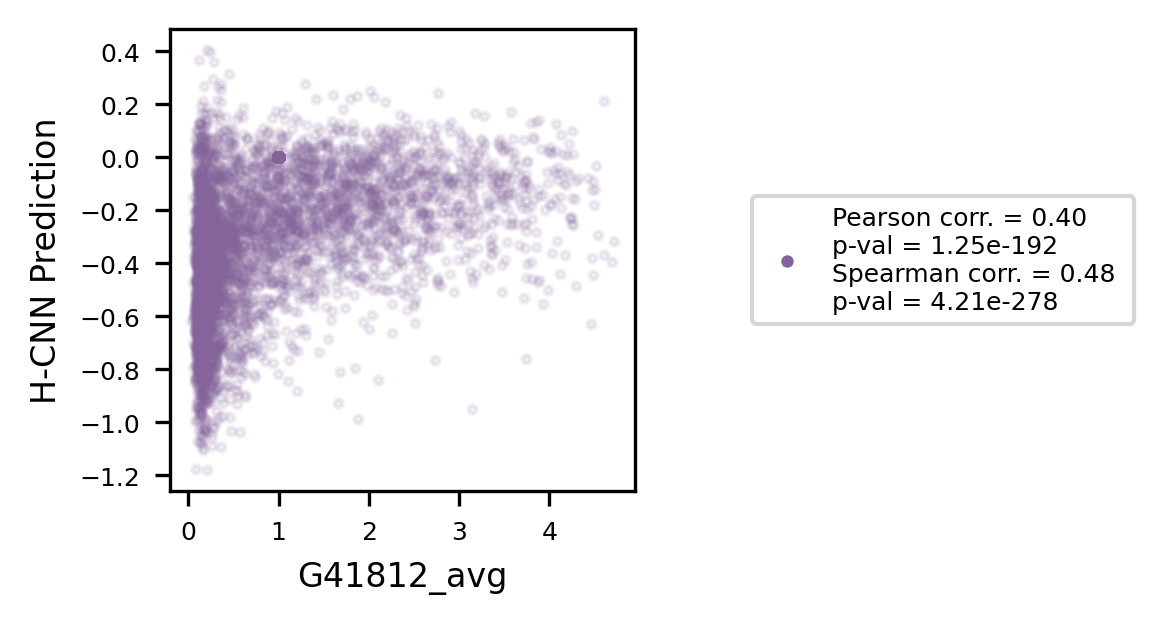 0.4
0.2
0.0
−0.2
−0.4
−0.6
−0.8
−1.0
−1.2
H-CNN Prediction
0 1 2 3 4
G41812_avg
Pearson corr. = 0.40
p-val = 1.25e-192
Spearman corr. = 0.48
p-val = 4.21e-278